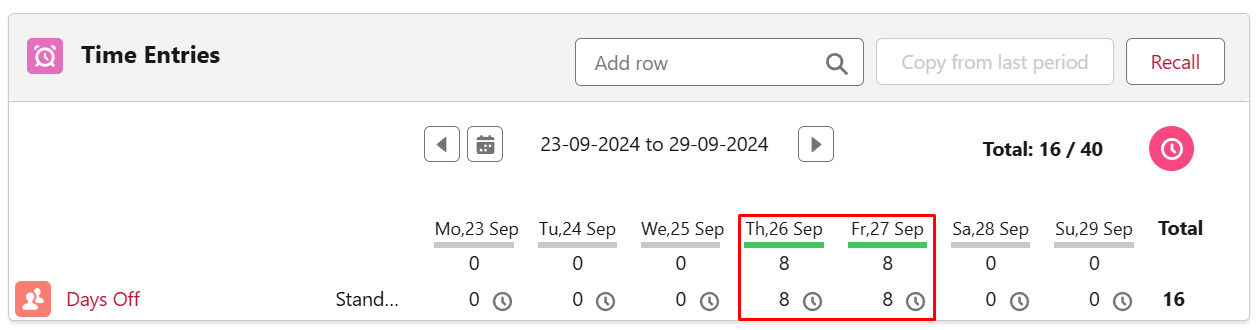 Time Entries
Add row
Copy from last period
Recall
23-09-2024 to 29-09-2024
Total: 16 / 40
Mo,23 Sep Tu,24 Sep We,25 Sep Th,26 Sep Fr,27 Sep Sa,28 Sep Su,29 Sep Total
0 0 0 8 8 0 0
Days Off Stand... 0 0 0 8 8 0 0 16